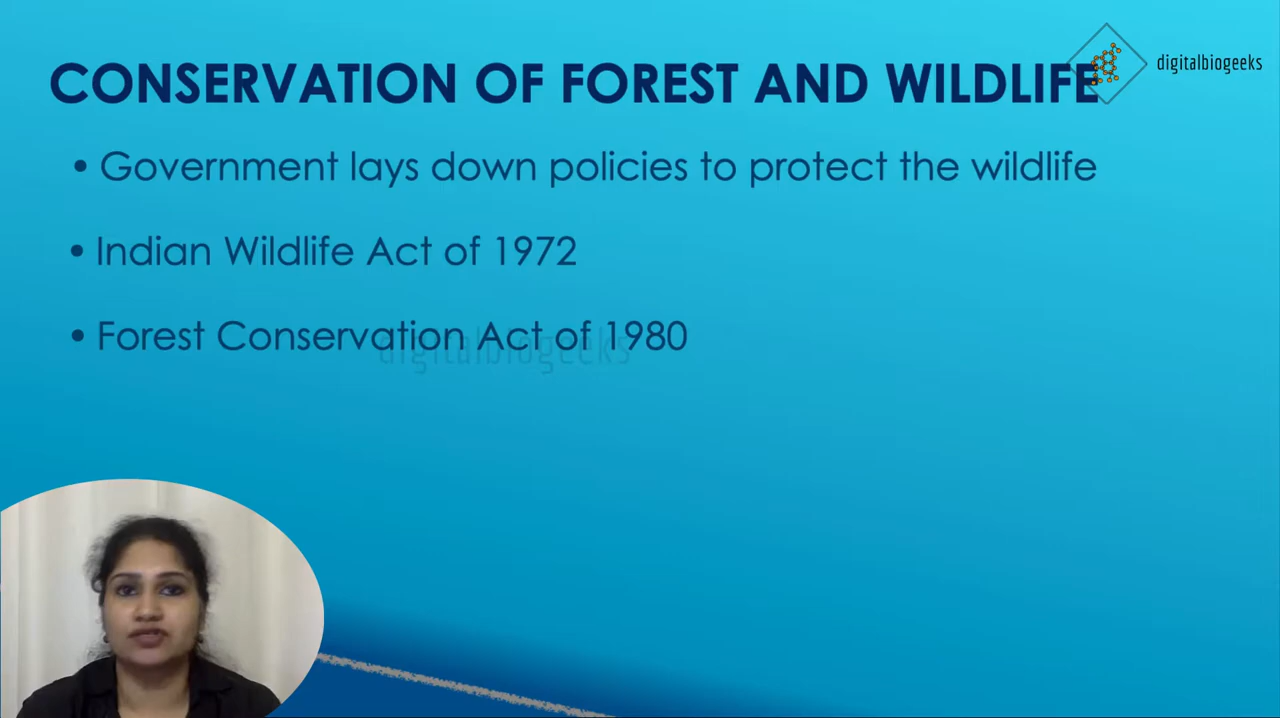 CONSERVATION OF FOREST AND WILDLIFE
digitalbiogeeks
• Government lays down policies to protect the wildlife
• Indian Wildlife Act of 1972
• Forest Conservation Act of 1980
digitalbiogeeks